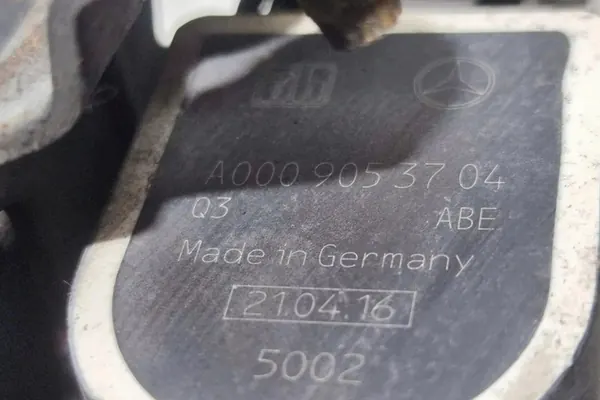 A000 905 37 04
Q3 ABE
Made in Germany
21.04.16
5002